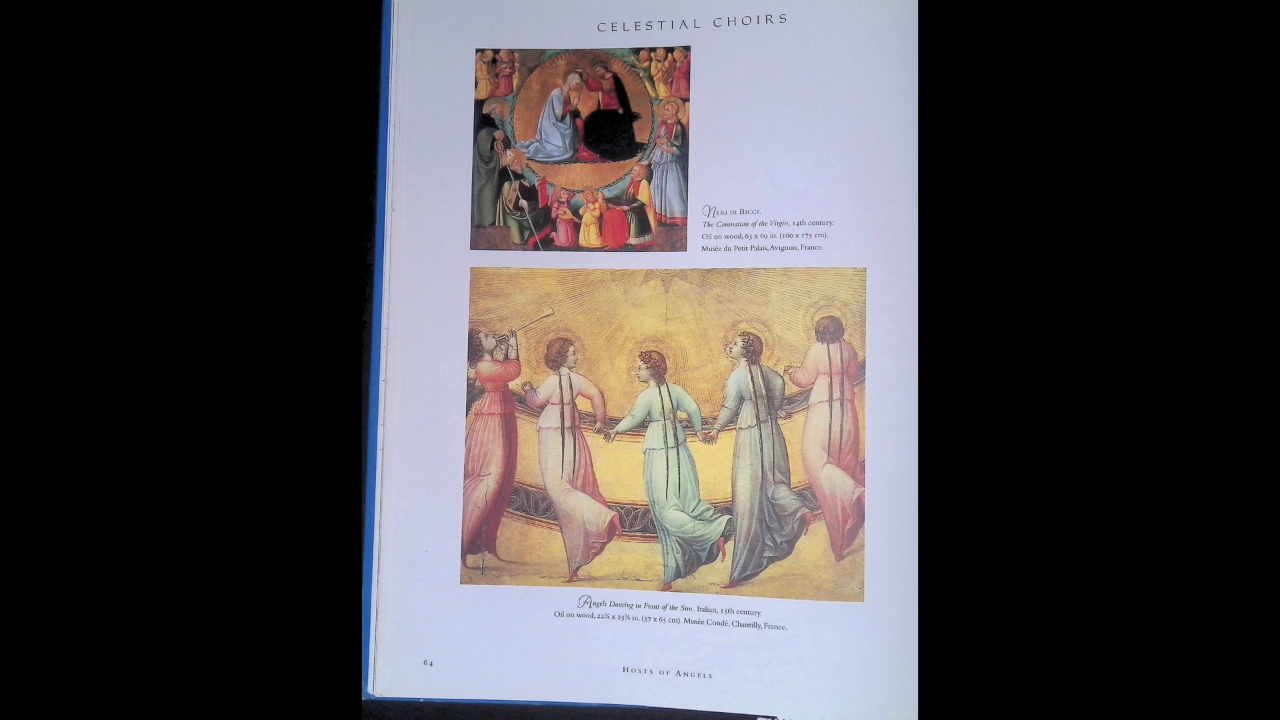 CELESTIAL CHOIRS
NERI DI BICCI.
The Coronation of the Virgin, 14th century.
Oil on wood, 63 x 69 in. (160 x 175 cm).
Musée du Petit Palais, Avignon, France.
Angels Dancing in Front of the Sun. Italian, 15th century.
Oil on wood, 22⅜ x 25⅝ in. (57 x 65 cm). Musée Condé, Chantilly, France.
64
HOSTS OF ANGELS